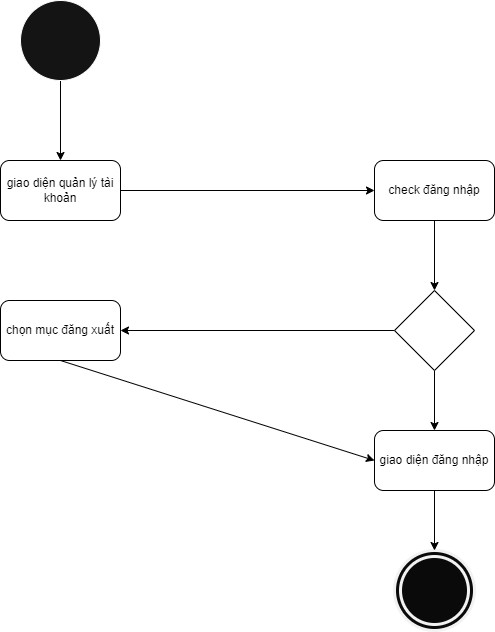 giao diện quản lý tài
khoản
check đăng nhập
chọn mục đăng xuất
giao diện đăng nhập